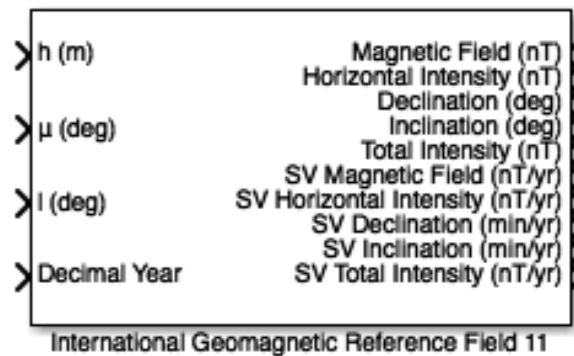 h (m)
Magnetic Field (nT)
Horizontal Intensity (nT)
Declination (deg)
μ (deg)
Inclination (deg)
Total Intensity (nT)
SV Magnetic Field (nT/yr)
l (deg)
SV Horizontal Intensity (nT/yr)
SV Declination (min/yr)
SV Inclination (min/yr)
Decimal Year
SV Total Intensity (nT/yr)
International Geomagnetic Reference Field 11